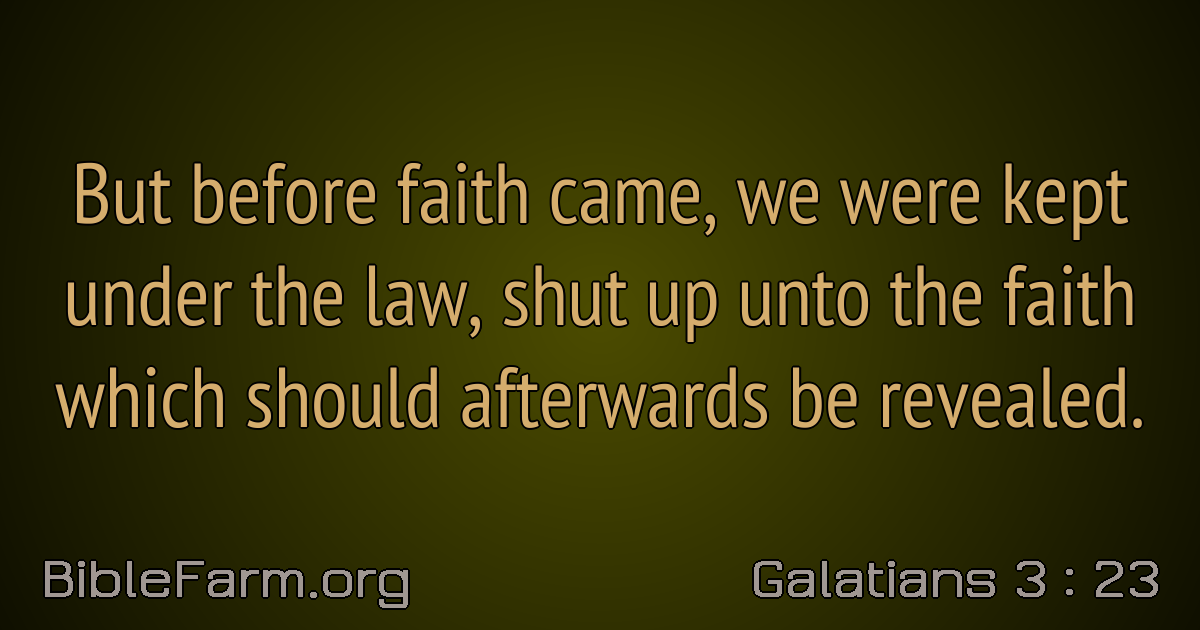 But before faith came, we were kept
under the law, shut up unto the faith
which should afterwards be revealed.
BibleFarm.org
Galatians 3 : 23